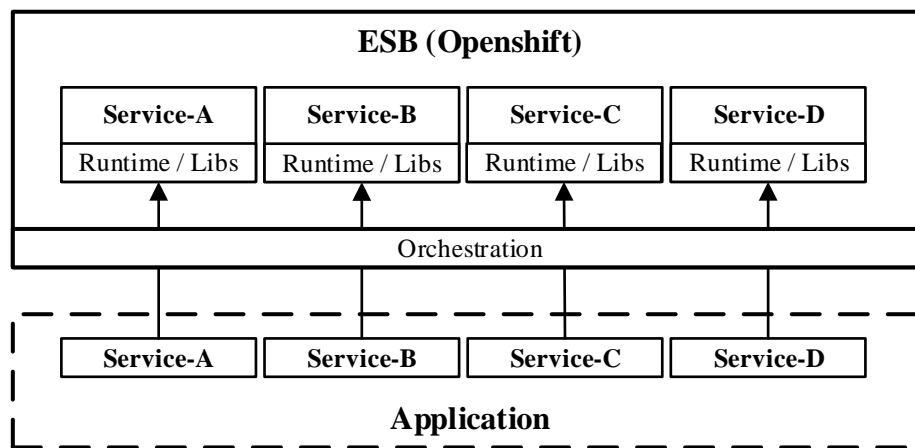 ESB (Openshift)
Service-A Service-B Service-C Service-D
Runtime / Libs Runtime / Libs Runtime / Libs Runtime / Libs
Orchestration
Service-A Service-B Service-C Service-D
Application